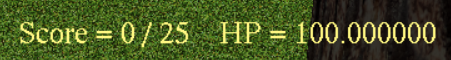 Score = 0 / 25    HP = 100.000000